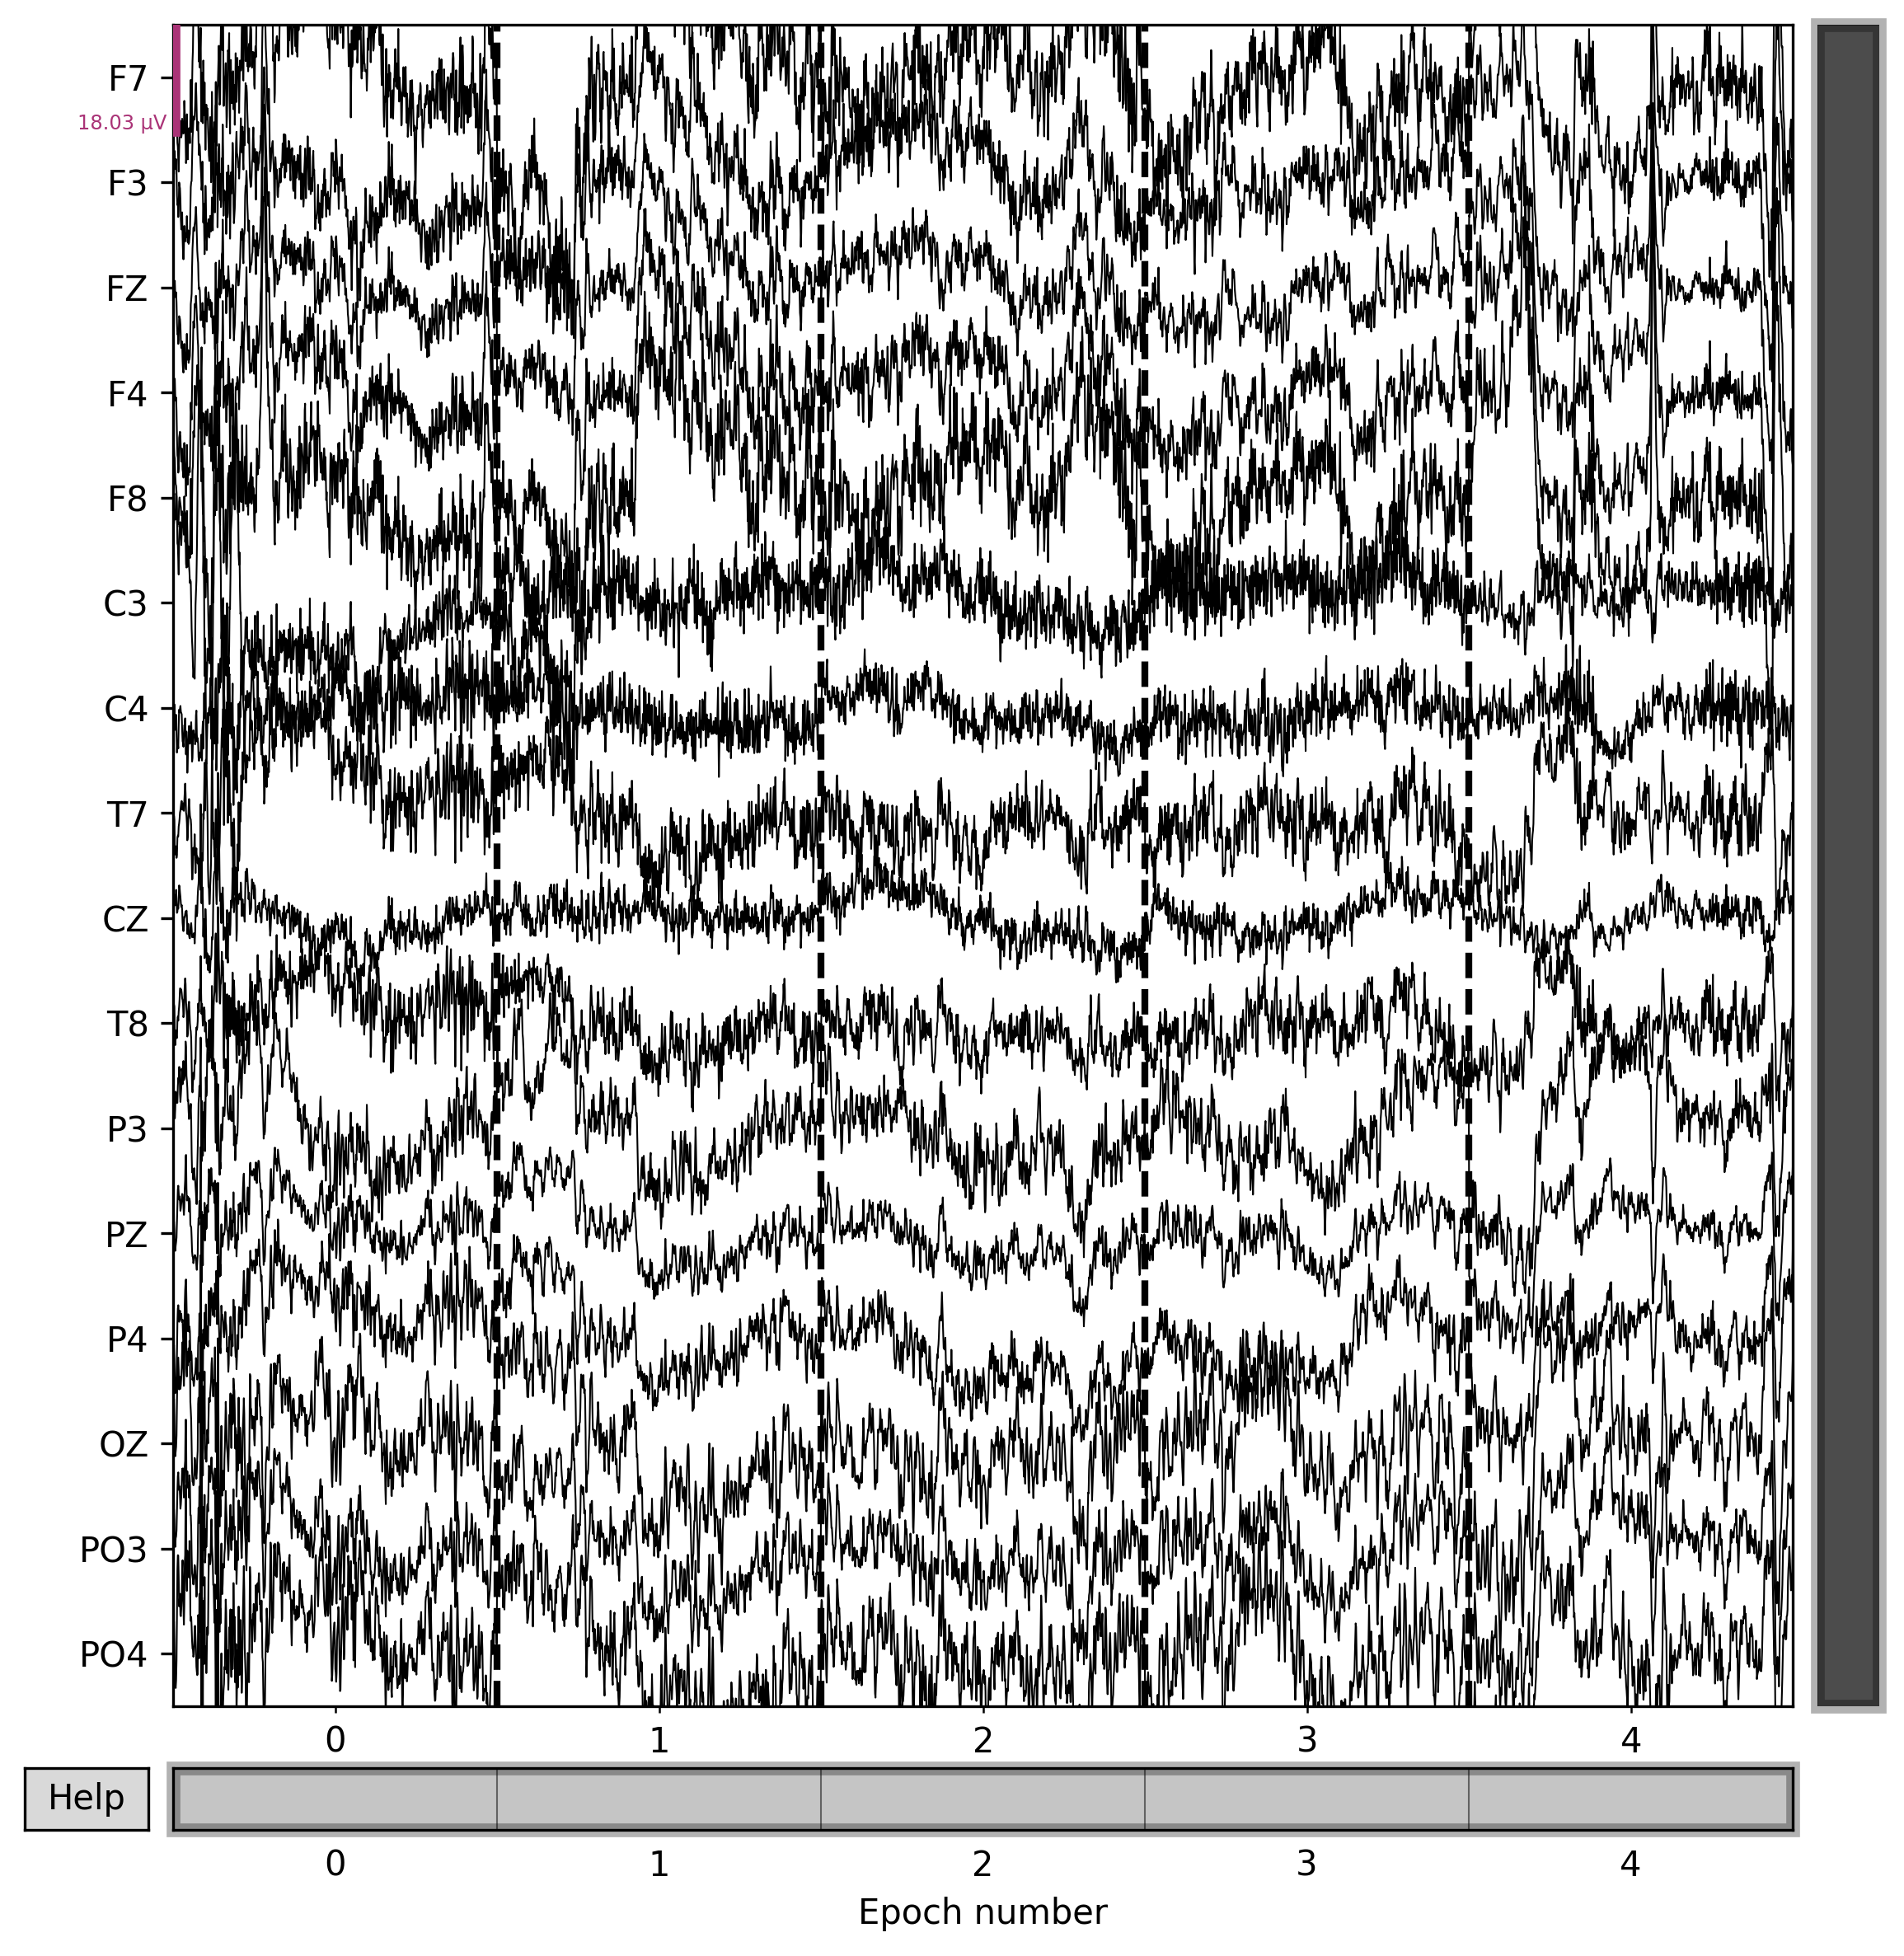 F7
18.03 µV
F3
FZ
F4
F8
C3
C4
T7
CZ
T8
P3
PZ
P4
OZ
PO3
PO4
0 1 2 3 4
Help
0 1 2 3 4
Epoch number